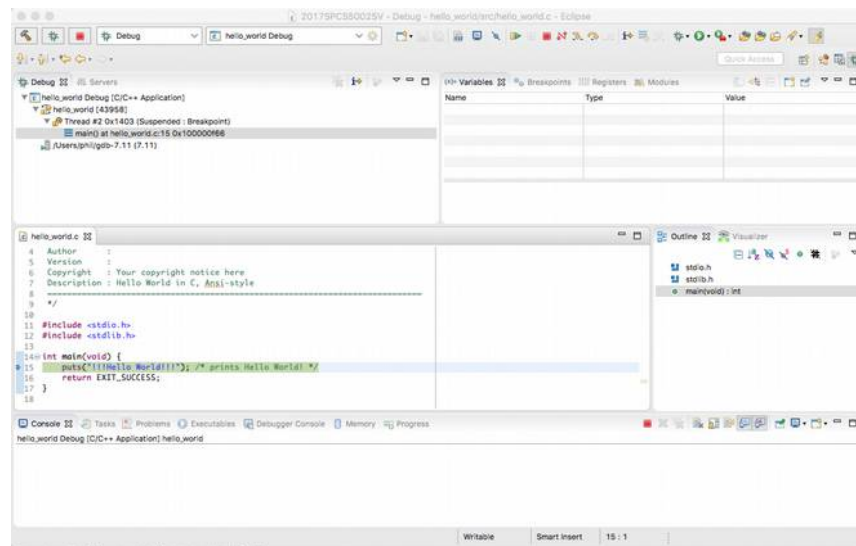 20175PCS80025V - Debug - hello_world/src/hello_world.c - Eclipse
Debug
hello_world Debug
Quick Access
Debug
Servers
hello_world Debug [C/C++ Application]
hello_world [43958]
Thread #2 0x1403 (Suspended : Breakpoint)
main() at hello_world.c:15 0x100000f66
/Users/phil/gdb-7.11 (7.11)
(x)= Variables
Breakpoints
Registers
Modules
Name
Type
Value
hello_world.c
4 Author :
5 Version :
6 Copyright : Your copyright notice here
7 Description : Hello World in C, Ansi-style
8 ============================================================================
9 */
10
11 #include <stdio.h>
12 #include <stdlib.h>
13
14 int main(void) {
15 puts("!!!Hello World!!!"); /* prints Hello World! */
16 return EXIT_SUCCESS;
17 }
18
Outline
Visualizer
stdio.h
stdlib.h
main(void) : int
Console
Tasks
Problems
Executables
Debugger Console
Memory
Progress
hello_world Debug [C/C++ Application] hello_world
Writable
Smart Insert
15 : 1